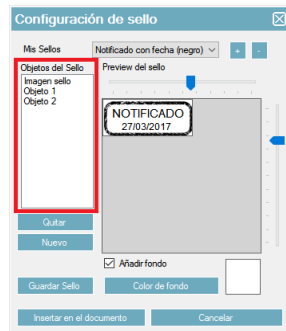 Configuración de sello
Mis Sellos
Notificado con fecha (negro)
+
-
Objetos del Sello
Preview del sello
Imagen sello
Objeto 1
Objeto 2
NOTIFICADO
27/03/2017
Quitar
Nuevo
Añadir fondo
Guardar Sello
Color de fondo
Insertar en el documento
Cancelar